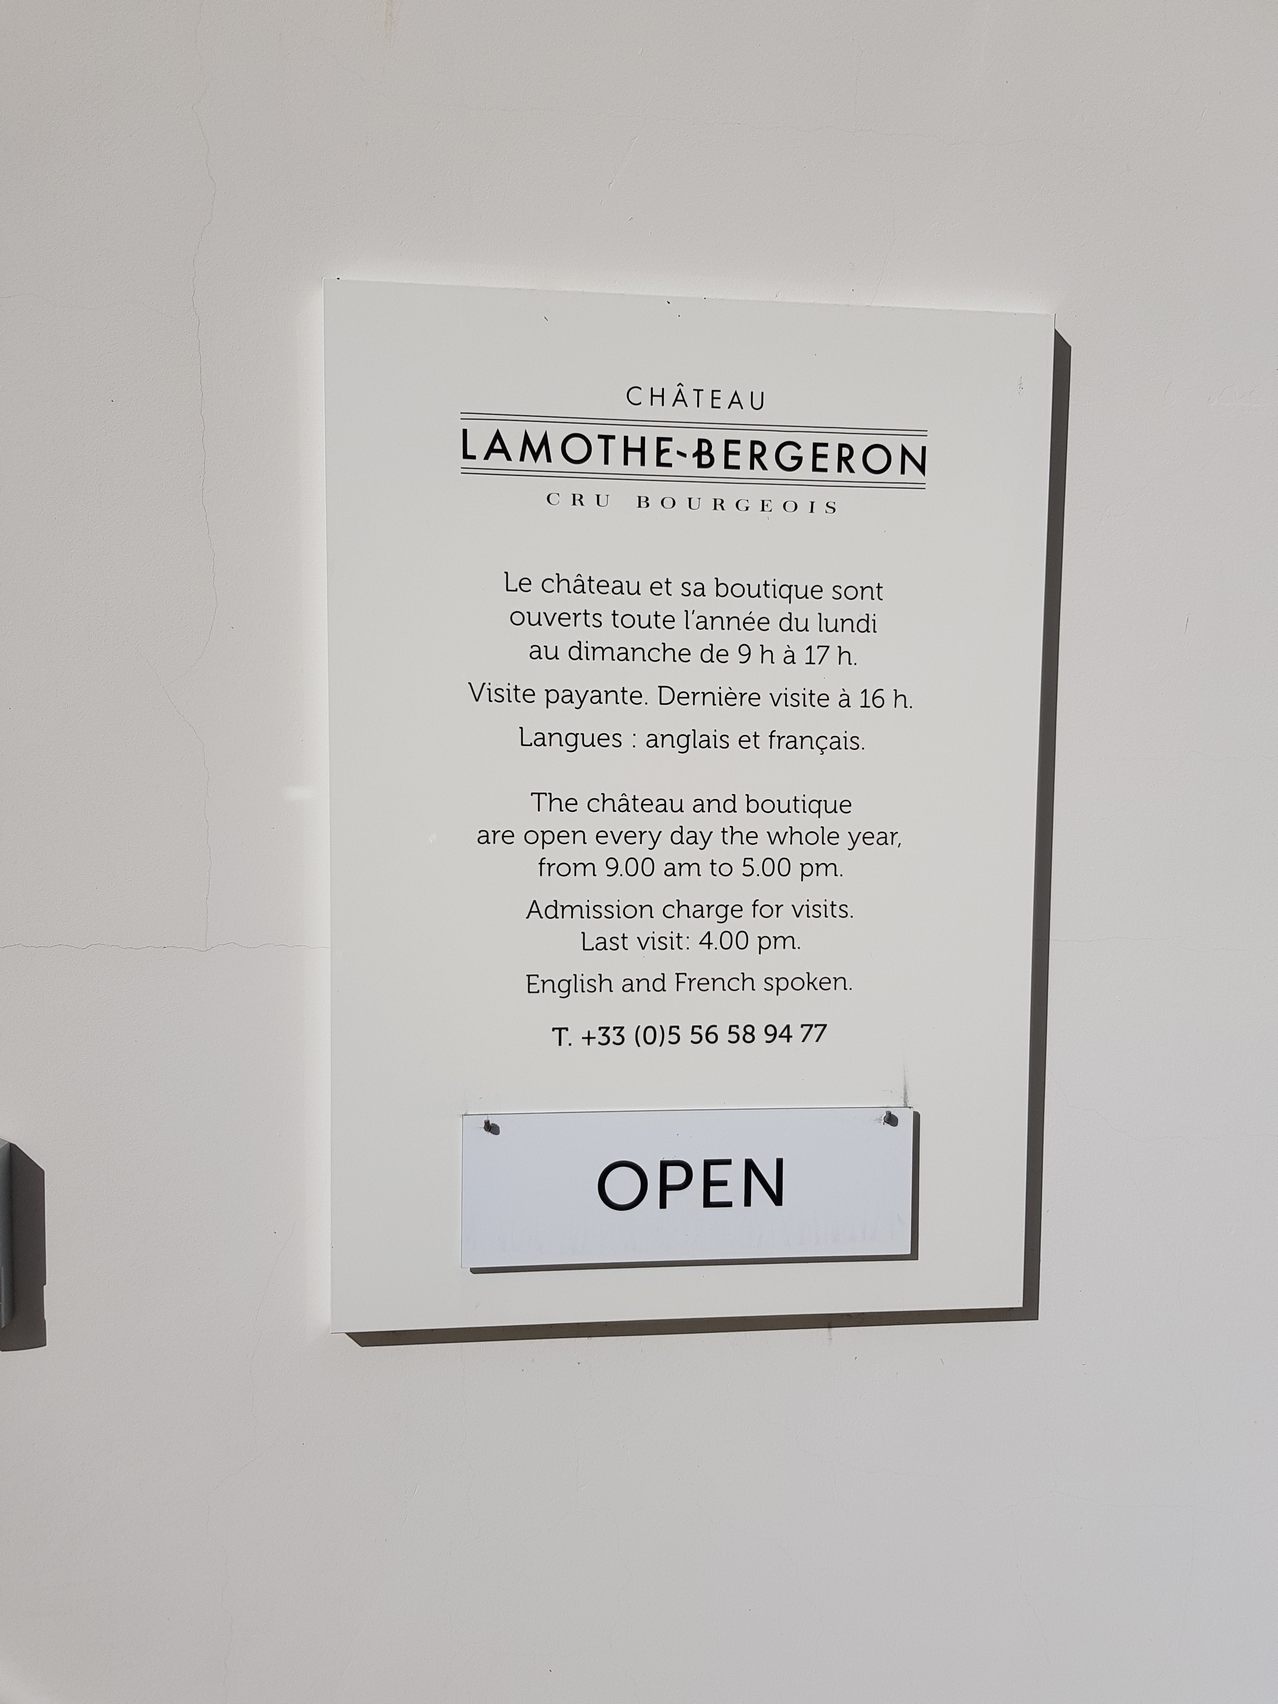 CHÂTEAU
LAMOTHE-BERGERON
CRU BOURGEOIS
Le château et sa boutique sont
ouverts toute l'année du lundi
au dimanche de 9 h à 17 h.
Visite payante. Dernière visite à 16 h.
Langues : anglais et français.
The château and boutique
are open every day the whole year,
from 9.00 am to 5.00 pm.
Admission charge for visits.
Last visit: 4.00 pm.
English and French spoken.
T. +33 (0)5 56 58 94 77
OPEN